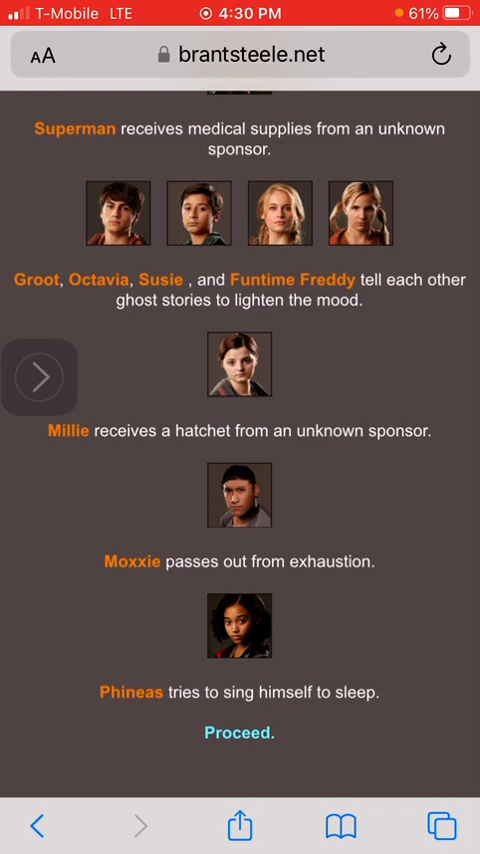 T-Mobile LTE 4:30 PM 61%
AA brantsteele.net
Superman receives medical supplies from an unknown
sponsor.
Groot, Octavia, Susie , and Funtime Freddy tell each other
ghost stories to lighten the mood.
Millie receives a hatchet from an unknown sponsor.
Moxxie passes out from exhaustion.
Phineas tries to sing himself to sleep.
Proceed.